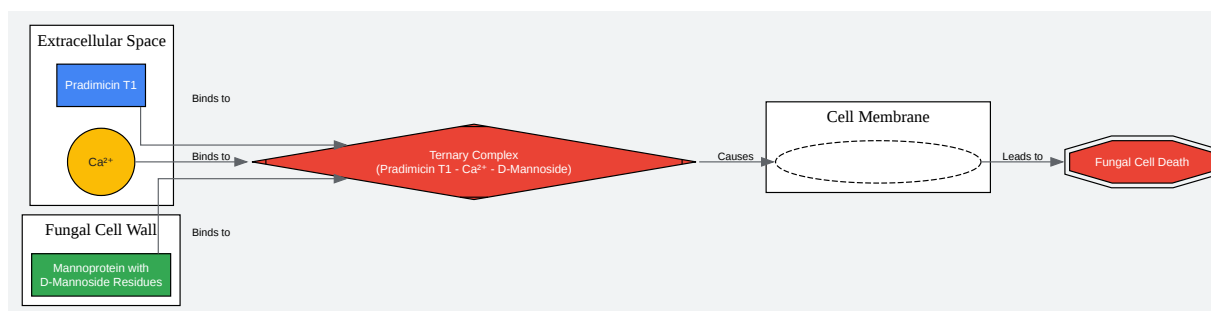 Extracellular Space
Pradimicin T1
Ca²⁺
Fungal Cell Wall
Mannoprotein with
D-Mannoside Residues
Binds to
Binds to
Binds to
Ternary Complex
(Pradimicin T1 - Ca²⁺ - D-Mannoside)
Causes
Cell Membrane
Leads to
Fungal Cell Death